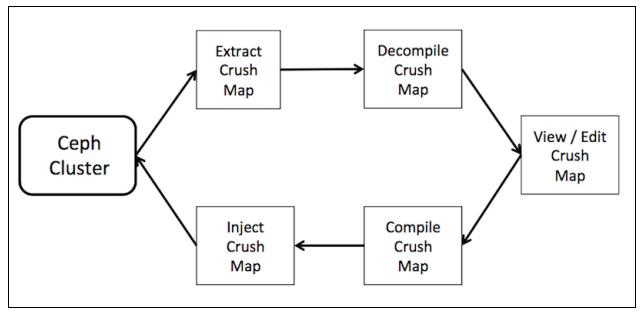 Extract
Crush
Map
Decompile
Crush
Map
Ceph
Cluster
View / Edit
Crush
Map
Inject
Crush
Map
Compile
Crush
Map